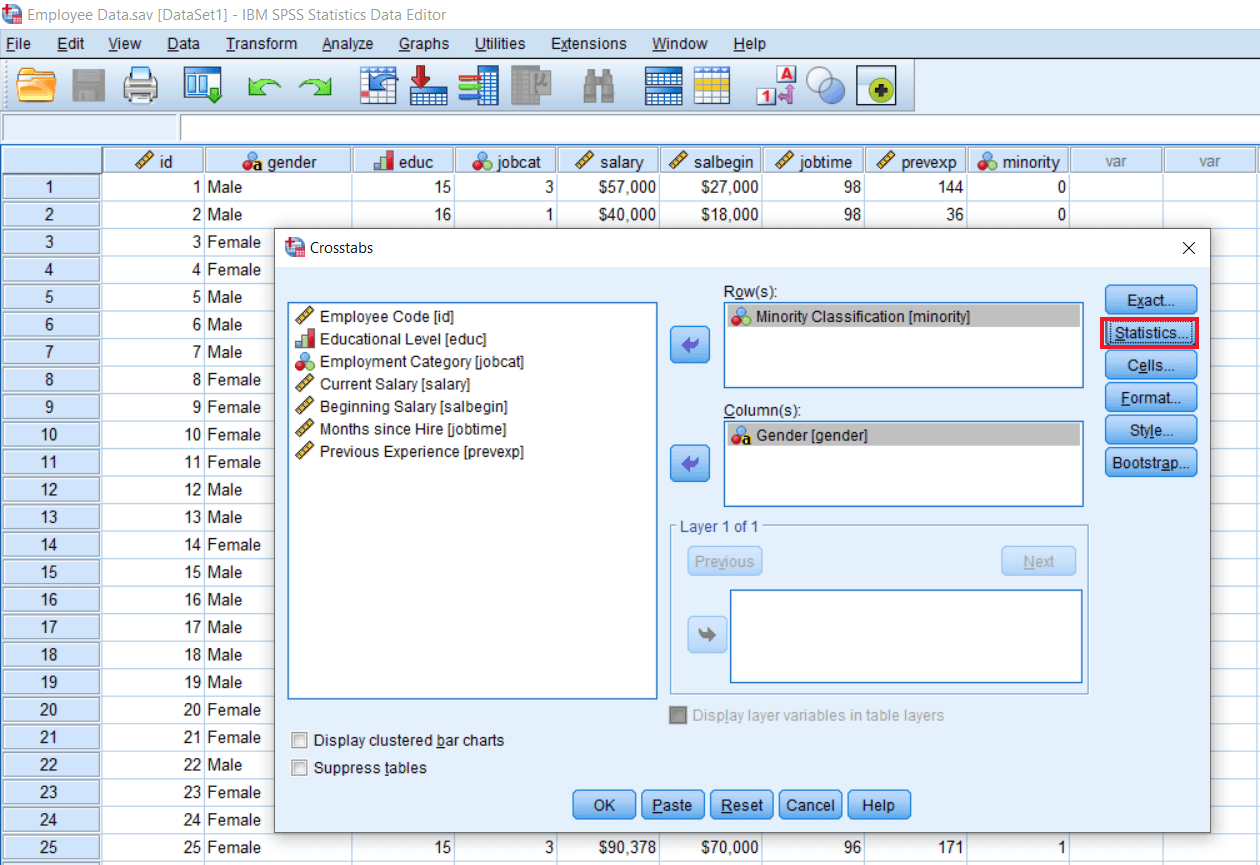 Employee Data.sav [DataSet1] - IBM SPSS Statistics Data Editor
File Edit View Data Transform Analyze Graphs Utilities Extensions Window Help
id gender educ jobcat salary salbegin jobtime prevexp minority var var
1 1 Male 15 3 $57,000 $27,000 98 144 0
2 2 Male 16 1 $40,000 $18,000 98 36 0
3 3 Female
4 4 Female
5 5 Male
6 6 Male
7 7 Male
8 8 Female
9 9 Female
10 10 Female
11 11 Female
12 12 Male
13 13 Male
14 14 Female
15 15 Male
16 16 Male
17 17 Male
18 18 Male
19 19 Male
20 20 Female
21 21 Female
22 22 Male
23 23 Female
24 24 Female
25 25 Female 15 3 $90,378 $70,000 96 171 1
Crosstabs
Employee Code [id]
Educational Level [educ]
Employment Category [jobcat]
Current Salary [salary]
Beginning Salary [salbegin]
Months since Hire [jobtime]
Previous Experience [prevexp]
Row(s):
Minority Classification [minority]
Column(s):
Gender [gender]
Layer 1 of 1
Previous Next
Display layer variables in table layers
Exact...
Statistics...
Cells...
Format...
Style...
Bootstrap...
Display clustered bar charts
Suppress tables
OK Paste Reset Cancel Help